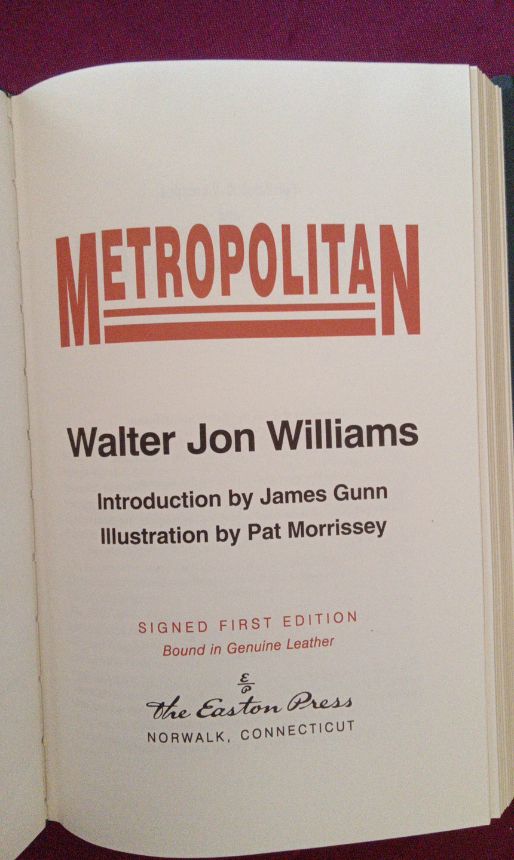 METROPOLITAN
Walter Jon Williams
Introduction by James Gunn
Illustration by Pat Morrissey
SIGNED FIRST EDITION
Bound in Genuine Leather
E
P
The Easton Press
NORWALK, CONNECTICUT